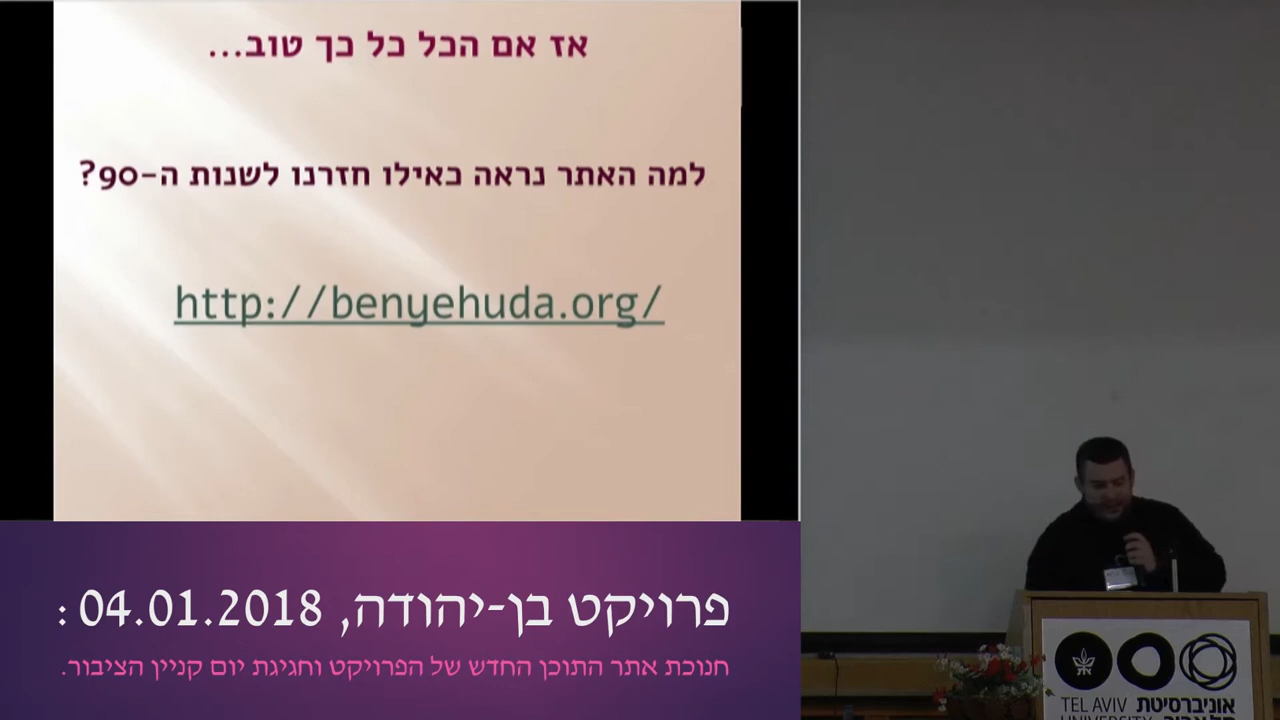 אז אם הכל כל כך טוב...
למה האתר נראה כאילו חזרנו לשנות ה-90?
http://benyehuda.org/
פרויקט בן-יהודה, 04.01.2018 :
חנוכת אתר התוכן החדש של הפרויקט וחגיגת יום קניין הציבור.
TEL AVIV אוניברסיטת
UNIVERSITY